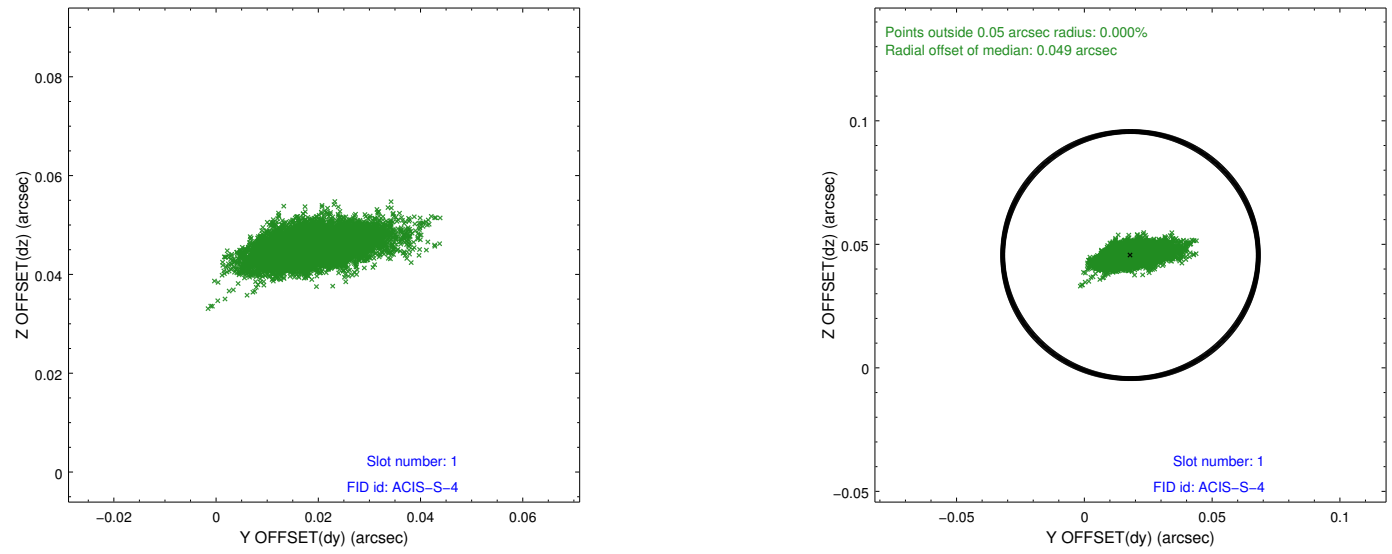 0.08
0.06
0.04
0.02
0
−0.02
0
0.02
0.04
0.06
Z OFFSET(dz) (arcsec)
Y OFFSET(dy) (arcsec)
Slot number: 1
FID id: ACIS−S−4
Points outside 0.05 arcsec radius: 0.000%
Radial offset of median: 0.049 arcsec
0.1
0.05
0
−0.05
−0.05
0
0.05
0.1
Z OFFSET(dz) (arcsec)
Y OFFSET(dy) (arcsec)
Slot number: 1
FID id: ACIS−S−4